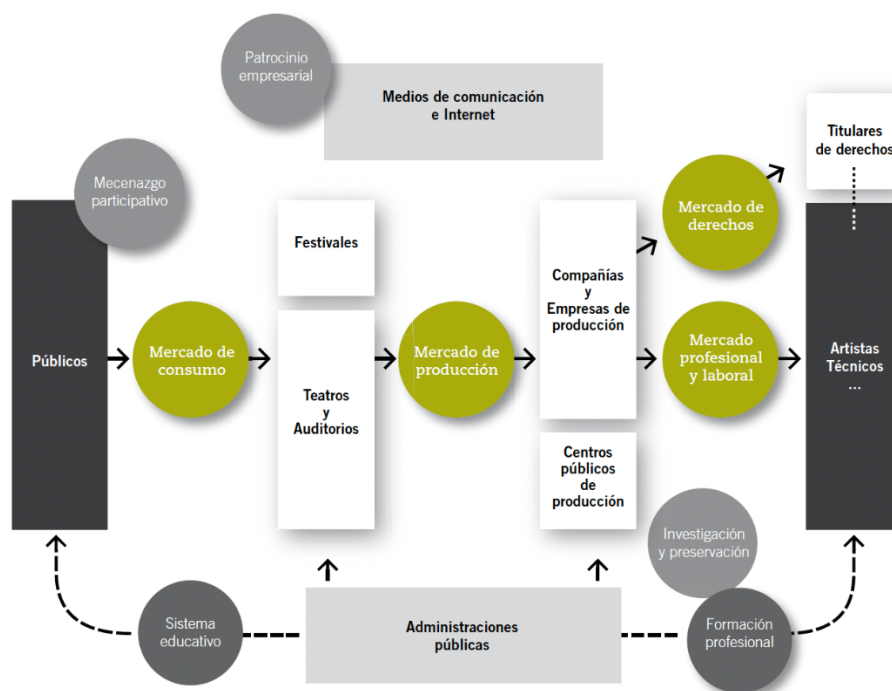 Patrocinio
empresarial
Medios de comunicación
e Internet
Titulares
de derechos
Mecenazgo
participativo
Mercado de
derechos
Festivales
Compañías
y
Empresas de
producción
Públicos
Mercado de
consumo
Mercado de
producción
Mercado
profesional
y laboral
Artistas
Técnicos
...
Teatros
y
Auditorios
Centros
públicos
de
producción
Investigación
y preservación
Sistema
educativo
Administraciones
públicas
Formación
profesional